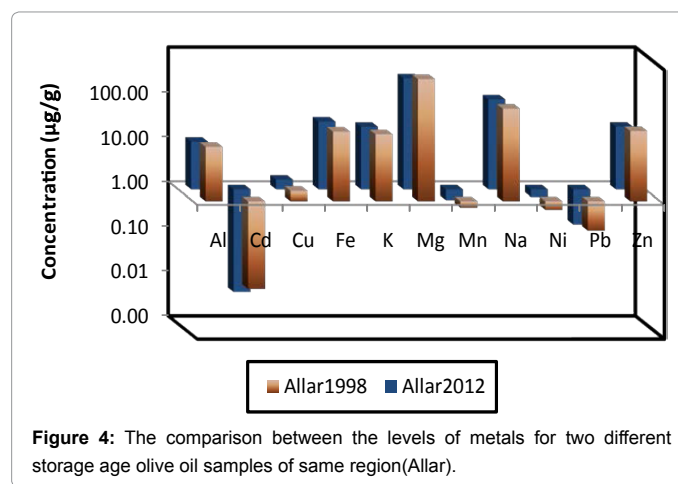 Concentration (µg/g)
100.00
10.00
1.00
0.10
0.01
0.00
Al Cd Cu Fe K Mg Mn Na Ni Pb Zn
Allar1998 Allar2012
Figure 4: The comparison between the levels of metals for two different
storage age olive oil samples of same region(Allar).